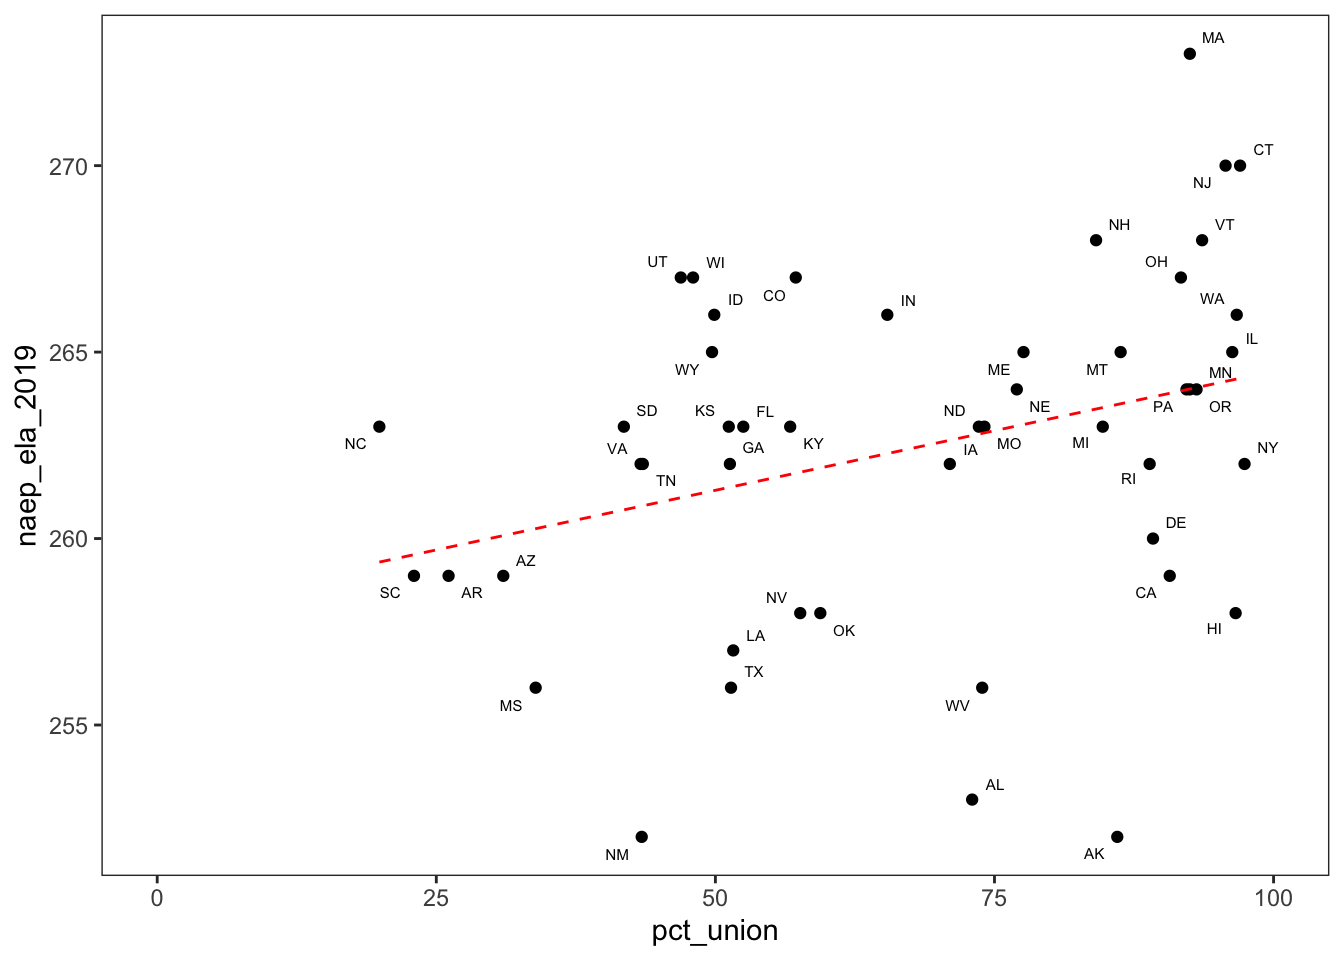 MA
270
CT
NJ
NH
VT
UT
WI
OH
CO
ID
IN
WA
IL
265
WY
ME
MT
MN
SD
KS
FL
ND
NE
PA
OR
NC
VA
GA
KY
IA
MO
MI
NY
TN
RI
260
DE
AZ
SC
AR
CA
NV
OK
HI
LA
TX
MS
WV
255
AL
NM
AK
0
25
50
75
100
pct_union
naep_ela_2019